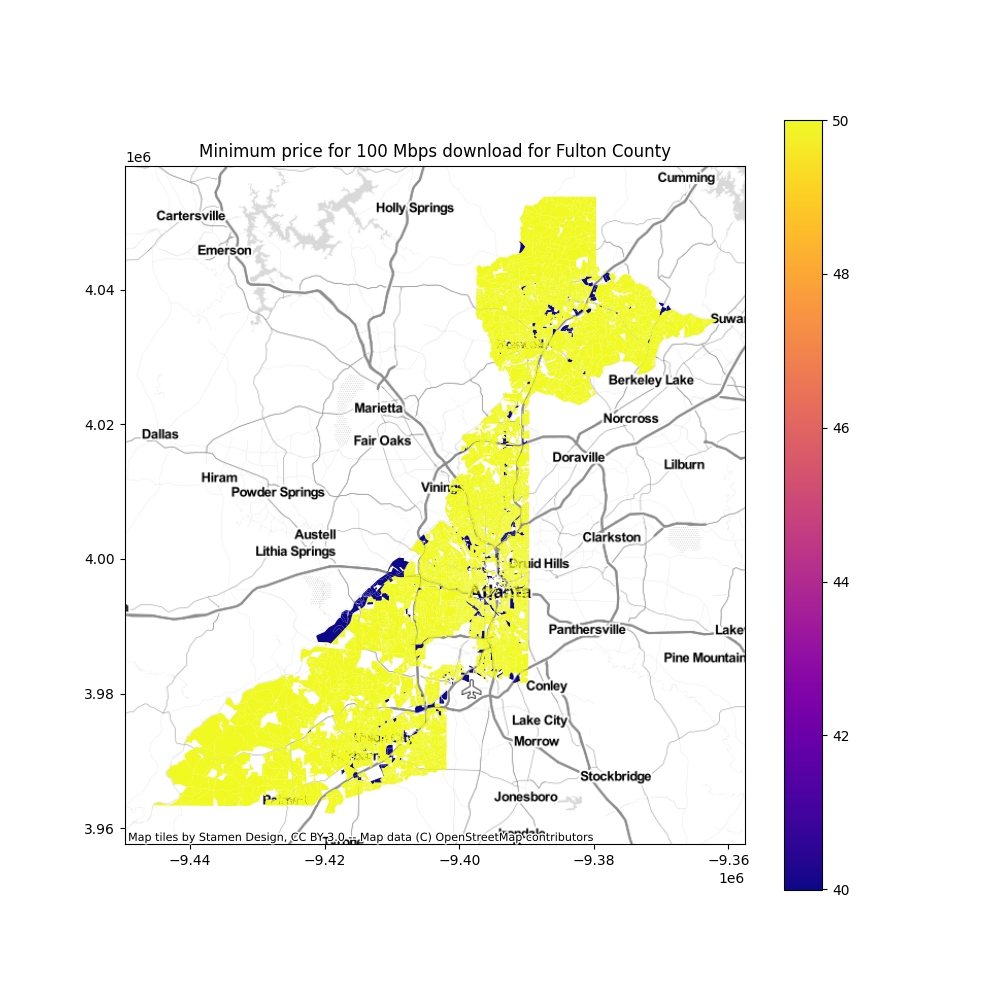 Minimum price for 100 Mbps download for Fulton County
1e6
50
Cumming
Cartersville
Holly Springs
Emerson
48
4.04
Suwan
Berkeley Lake
46
Marietta
Norcross
4.02
Dallas
Fair Oaks
Doraville
Lilburn
Hiram
Powder Springs
Vinings
Austell
Clarkston
Lithia Springs
4.00
Druid Hills
44
Atlanta
Panthersville
Lake
Pine Mountain
Conley
3.98
Lake City
42
Morrow
Stockbridge
Jonesboro
3.96
Map tiles by Stamen Design, CC BY 3.0 -- Map data (C) OpenStreetMap contributors
−9.44
−9.42
−9.40
−9.38
−9.36
1e6
40